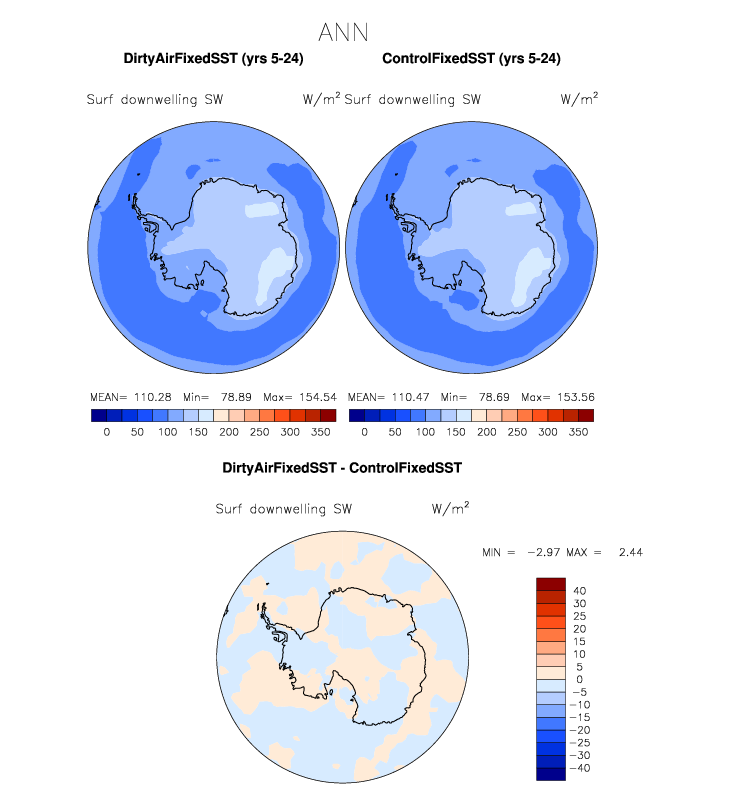 ANN
DirtyAirFixedSST (yrs 5-24) ControlFixedSST (yrs 5-24)
Surf downwelling SW W/m² Surf downwelling SW W/m²
MEAN= 110.28 Min= 78.89 Max= 154.54 MEAN= 110.47 Min= 78.69 Max= 153.56
0 50 100 150 200 250 300 350 0 50 100 150 200 250 300 350
DirtyAirFixedSST - ControlFixedSST
Surf downwelling SW W/m²
MIN = -2.97 MAX = 2.44
40
30
25
20
15
10
5
0
-5
-10
-15
-20
-25
-30
-40